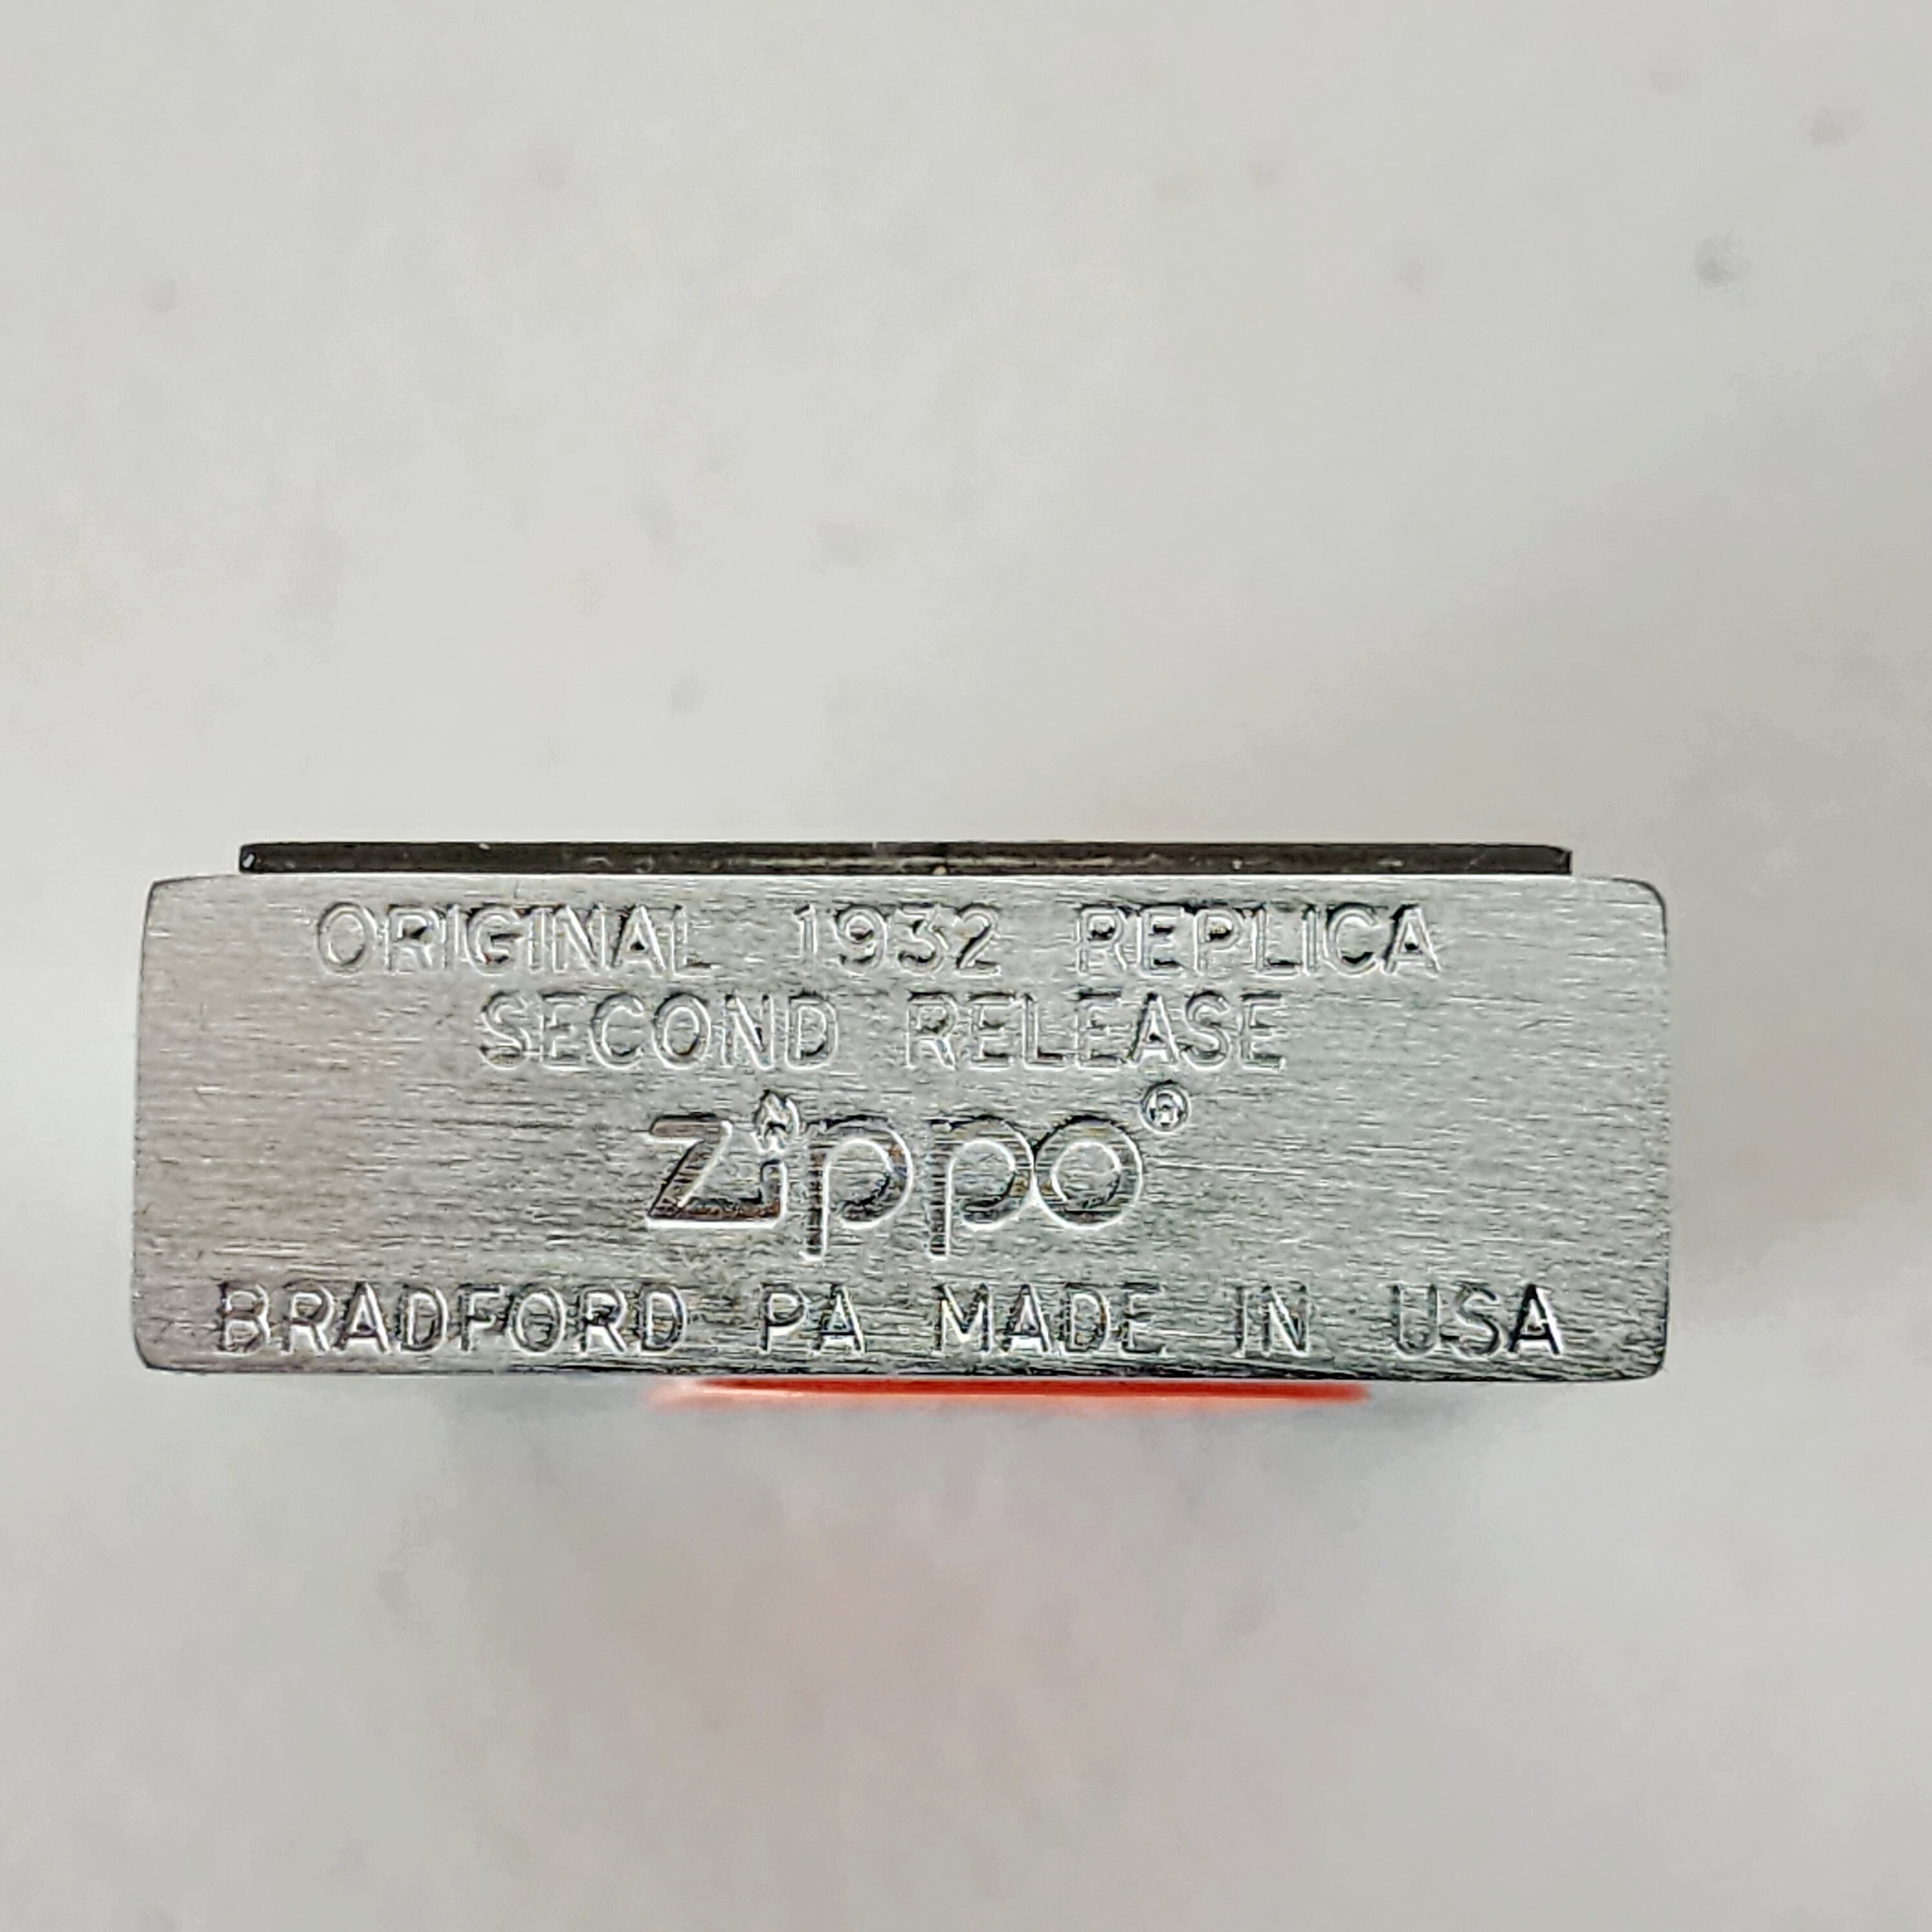 ORIGINAL 1932 REPLICA
SECOND RELEASE
Zippo®
BRADFORD PA MADE IN USA